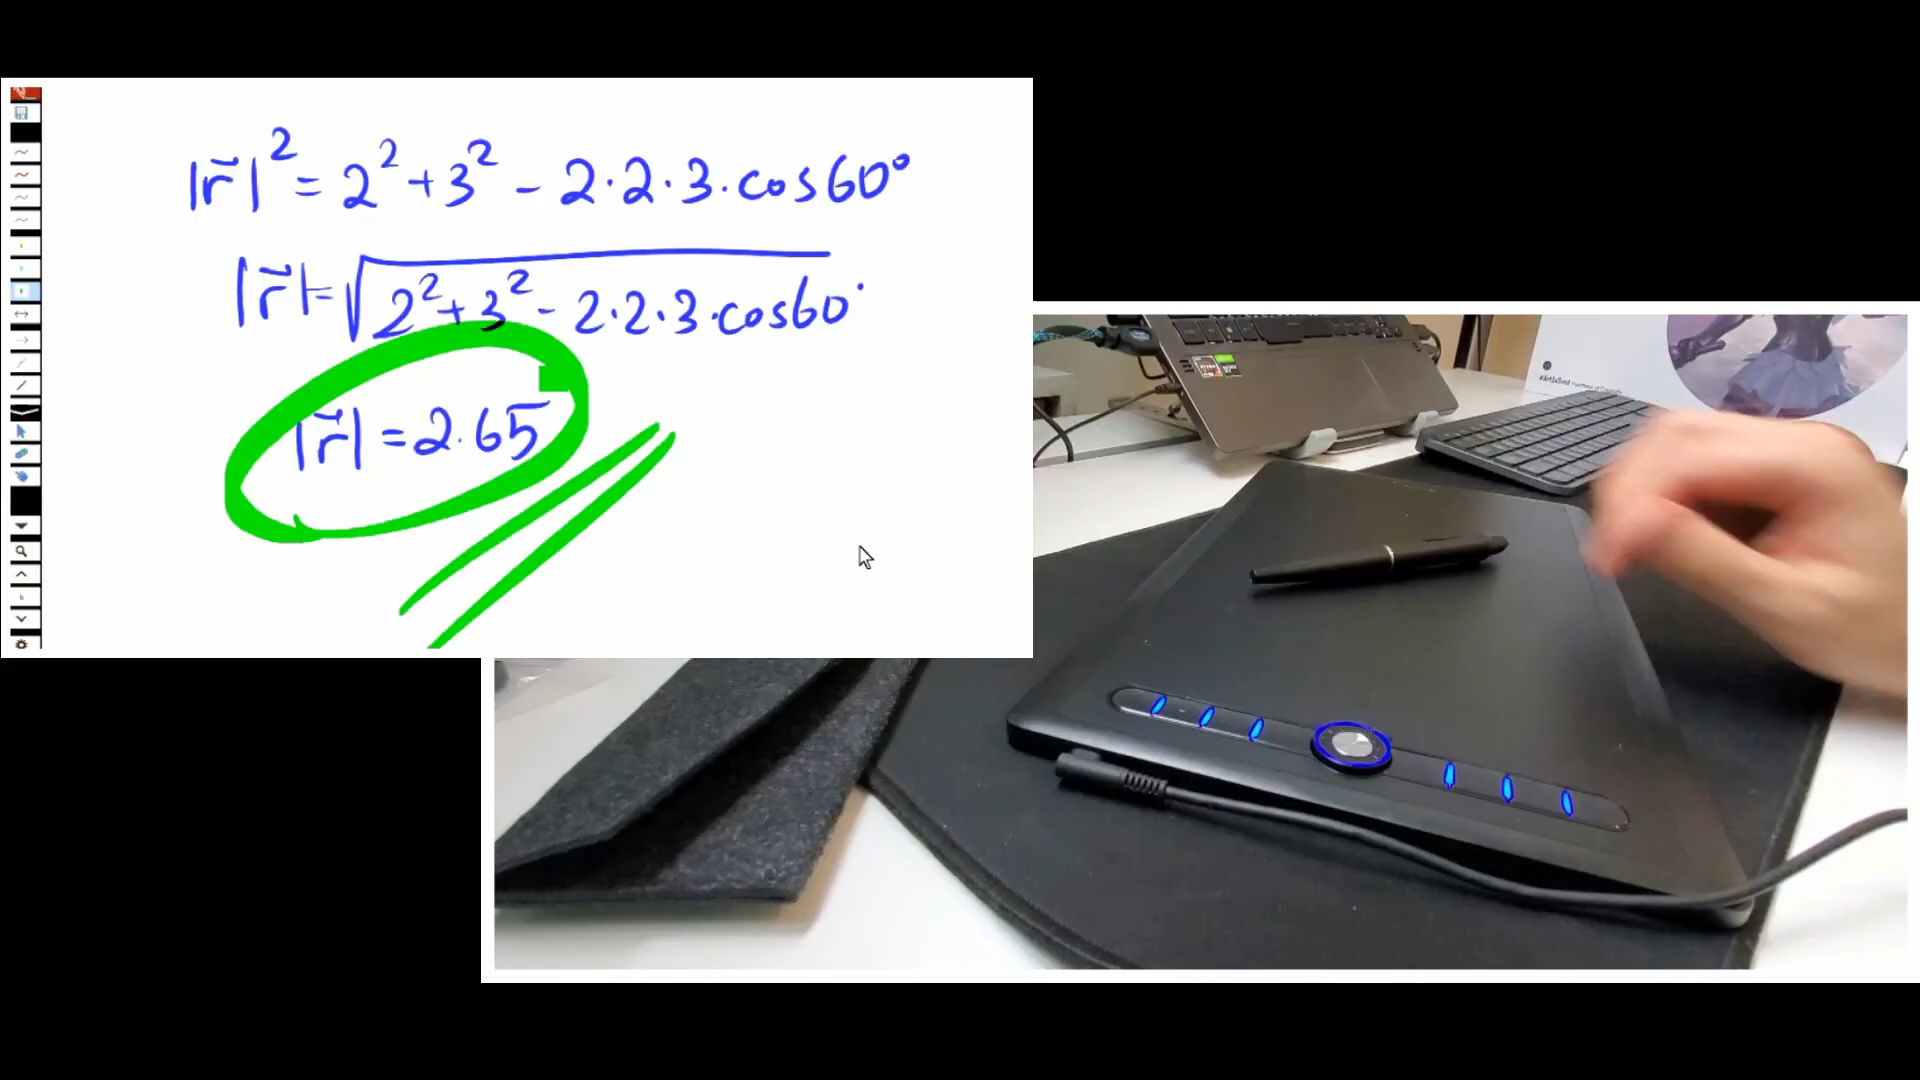 |r⃗|² = 2² + 3² - 2·2·3·cos60°
|r⃗| = √2² + 3² - 2·2·3·cos60°
|r⃗| = 2.65